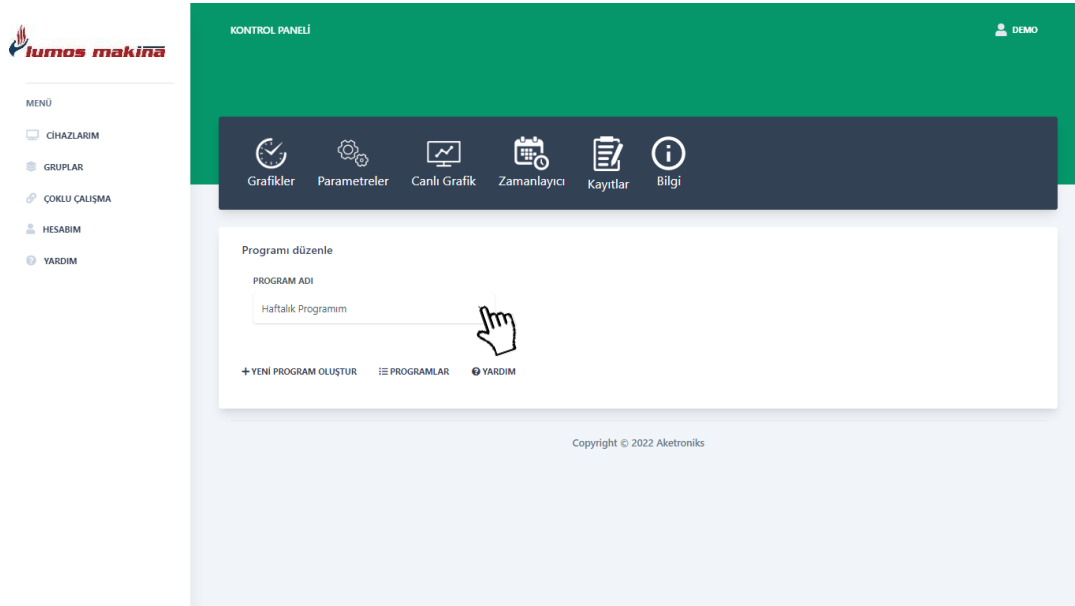 lumos makina
KONTROL PANELİ
DEMO
MENÜ
CİHAZLARIM
GRUPLAR
ÇOKLU ÇALIŞMA
HESABIM
YARDIM
Grafikler
Parametreler
Canlı Grafik
Zamanlayıcı
Kayıtlar
Bilgi
Programı düzenle
PROGRAM ADI
Haftalık Programım
YENİ PROGRAM OLUŞTUR
PROGRAMLAR
YARDIM
Copyright © 2022 Aketroniks